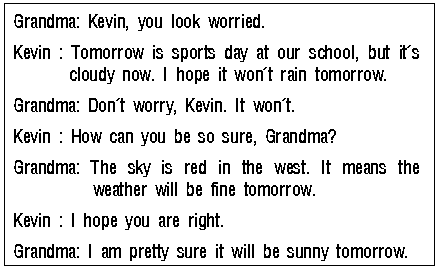 Grandma: Kevin, you look worried.
Kevin : Tomorrow is sports day at our school, but it´s
cloudy now. I hope it won´t rain tomorrow.
Grandma: Don´t worry, Kevin. It won´t.
Kevin : How can you be so sure, Grandma?
Grandma: The sky is red in the west. It means the
weather will be fine tomorrow.
Kevin : I hope you are right.
Grandma: I am pretty sure it will be sunny tomorrow.